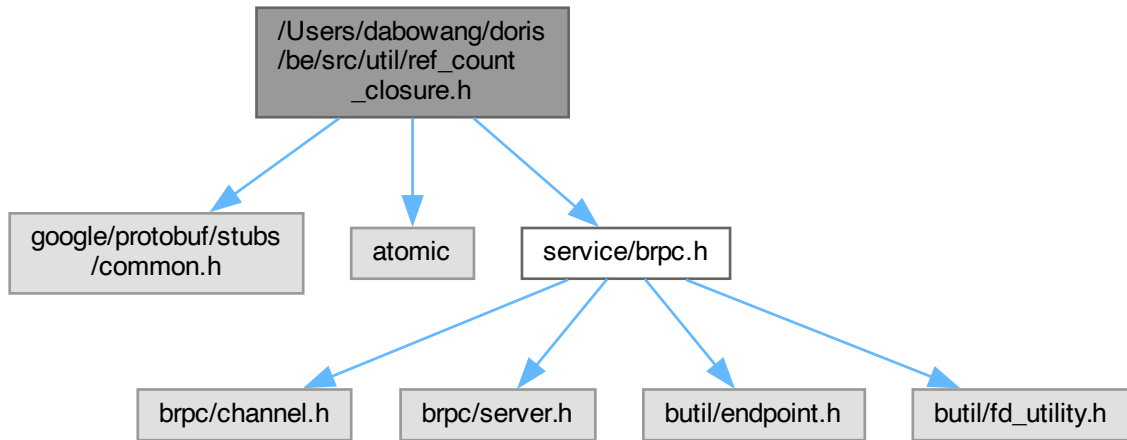 /Users/dabowang/doris
/be/src/util/ref_count
_closure.h
google/protobuf/stubs
/common.h
atomic
service/brpc.h
brpc/channel.h
brpc/server.h
butil/endpoint.h
butil/fd_utility.h